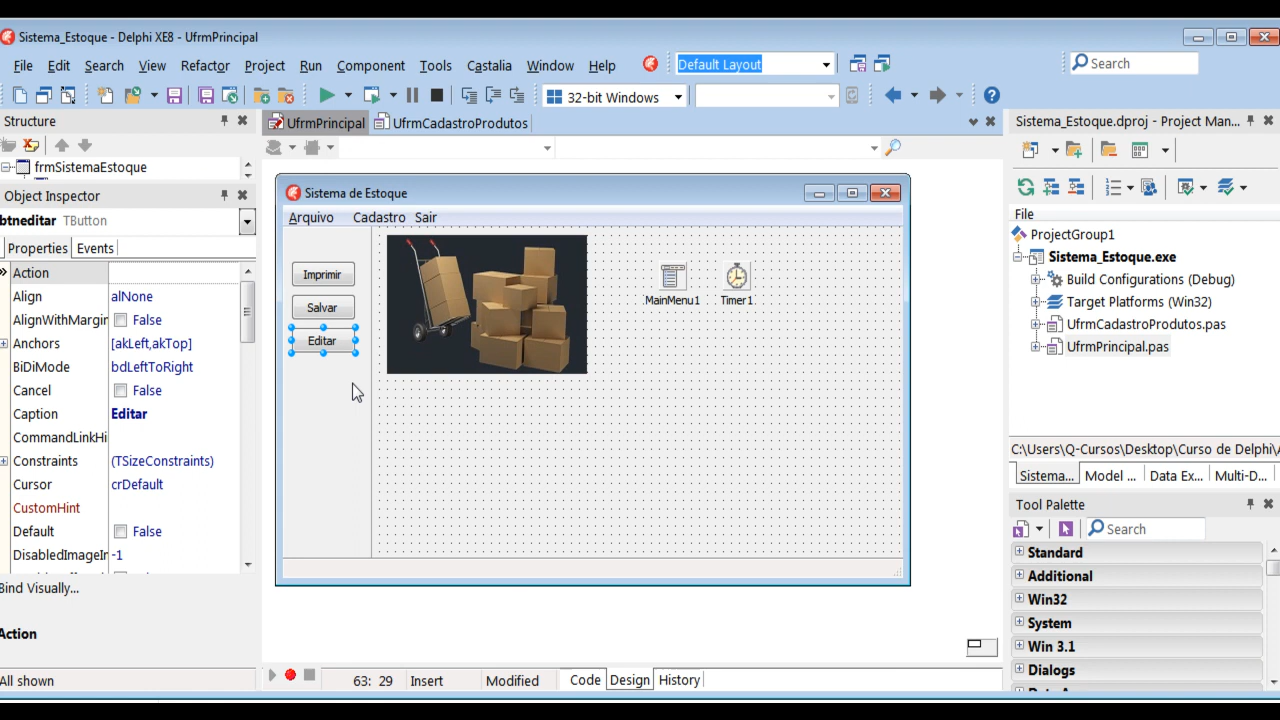 Sistema_Estoque - Delphi XE8 - UfrmPrincipal
File Edit Search View Refactor Project Run Component Tools Castalia Window Help
Default Layout
Search
32-bit Windows
Structure
frmSistemaEstoque
Object Inspector
btneditar TButton
Properties Events
Action
Align alNone
AlignWithMargin False
Anchors [akLeft,akTop]
BiDiMode bdLeftToRight
Cancel False
Caption Editar
CommandLinkHi
Constraints (TSizeConstraints)
Cursor crDefault
CustomHint
Default False
DisabledImageIr -1
Bind Visually...
Action
All shown
UfrmPrincipal UfrmCadastroProdutos
Sistema de Estoque
Arquivo Cadastro Sair
Imprimir
Salvar
Editar
MainMenu1 Timer1
63: 29 Insert Modified Code Design History
Sistema_Estoque.dproj - Project Man...
File
ProjectGroup1
Sistema_Estoque.exe
Build Configurations (Debug)
Target Platforms (Win32)
UfrmCadastroProdutos.pas
UfrmPrincipal.pas
C:\Users\Q-Cursos\Desktop\Curso de Delphi\
Sistema... Model ... Data Ex... Multi-D...
Tool Palette
Search
Standard
Additional
Win32
System
Win 3.1
Dialogs